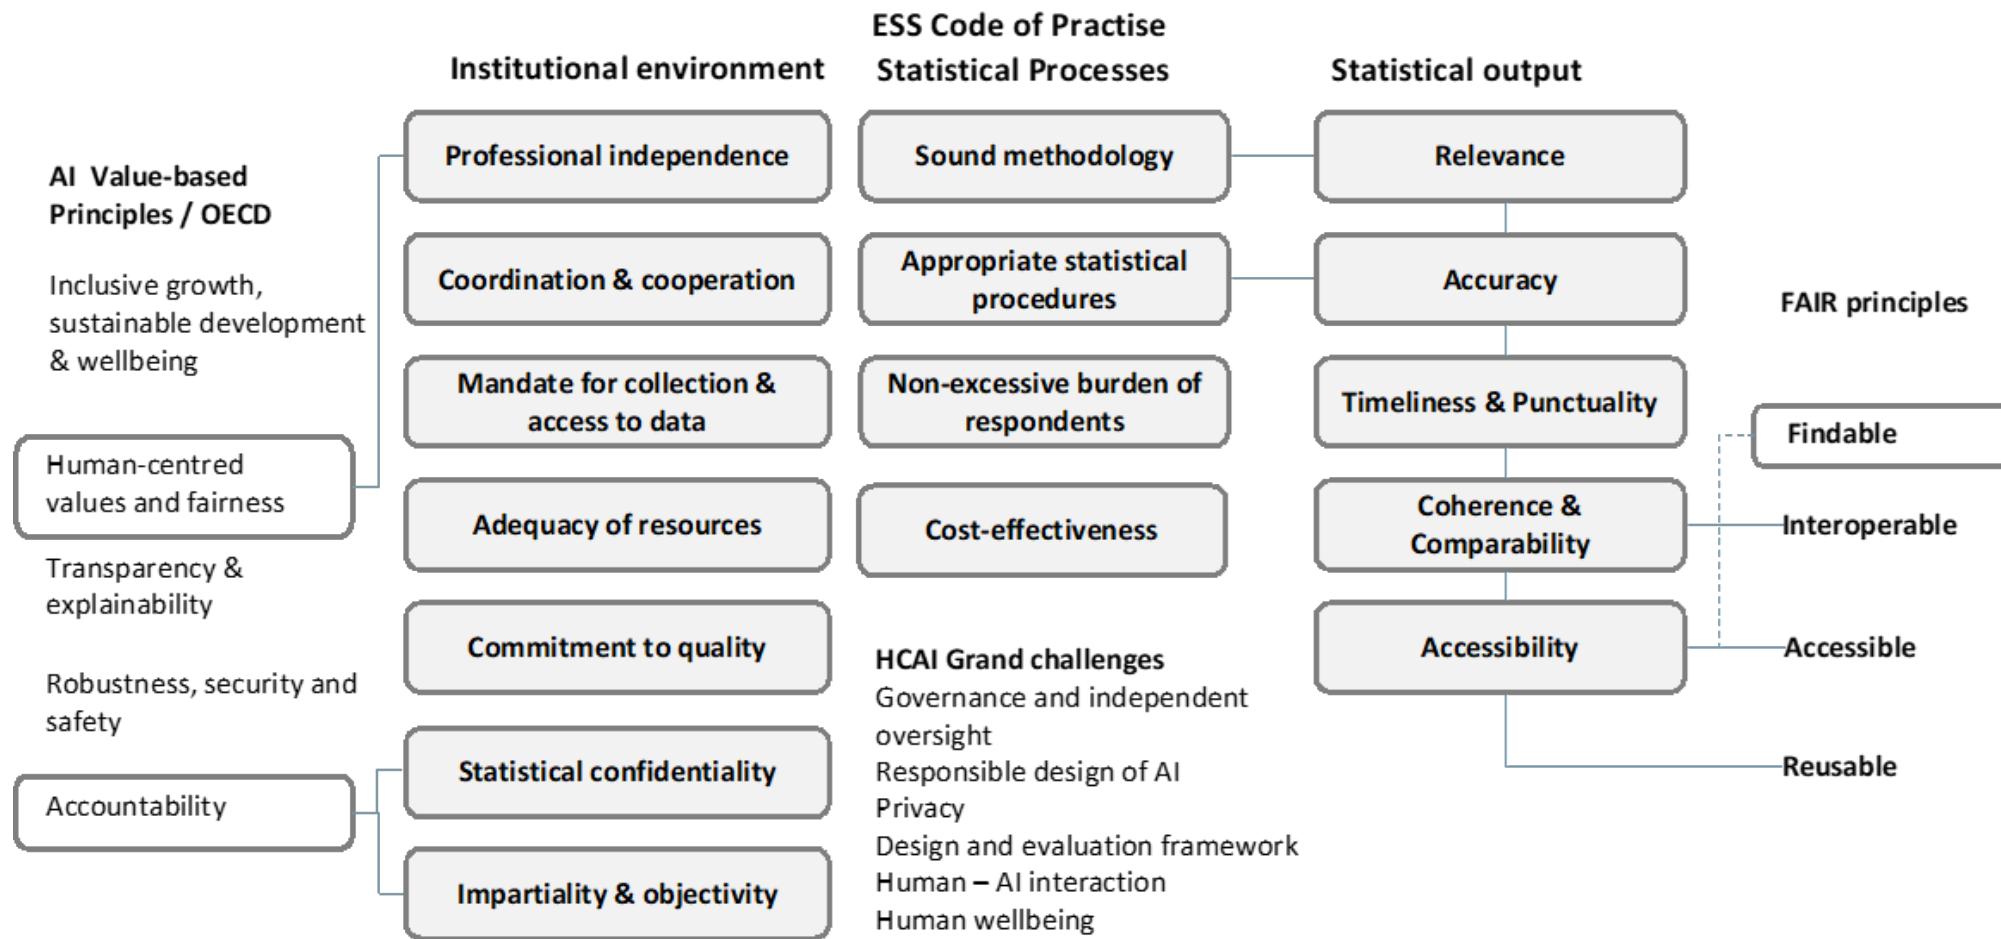 ESS Code of Practise
Institutional environment
Statistical Processes
Statistical output
AI Value-based
Principles / OECD
Inclusive growth,
sustainable development
& wellbeing
Human-centred
values and fairness
Transparency &
explainability
Robustness, security and
safety
Accountability
Professional independence
Coordination & cooperation
Mandate for collection &
access to data
Adequacy of resources
Commitment to quality
Statistical confidentiality
Impartiality & objectivity
Sound methodology
Appropriate statistical
procedures
Non-excessive burden of
respondents
Cost-effectiveness
HCAI Grand challenges
Governance and independent
oversight
Responsible design of AI
Privacy
Design and evaluation framework
Human – AI interaction
Human wellbeing
Relevance
Accuracy
Timeliness & Punctuality
Coherence &
Comparability
Accessibility
FAIR principles
Findable
Interoperable
Accessible
Reusable